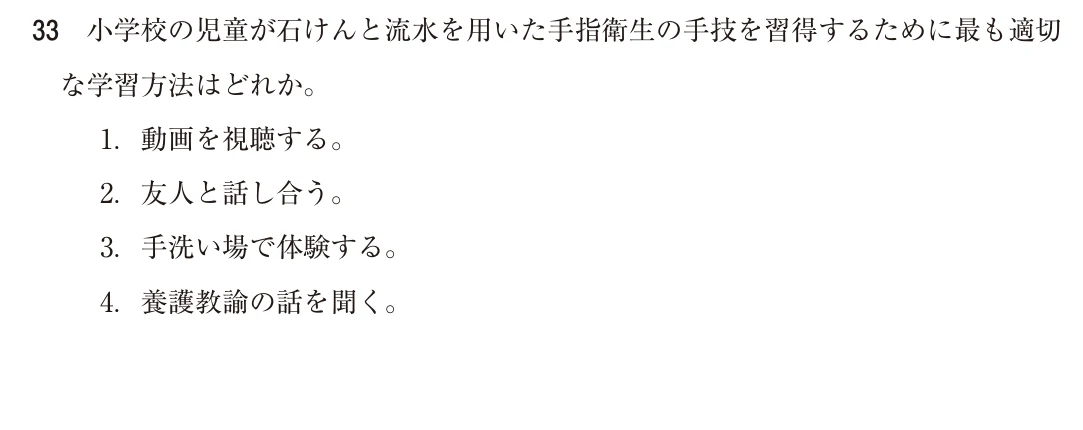 33 小学校の児童が石けんと流水を用いた手指衛生の手技を習得するために最も適切
な学習方法はどれか。
1. 動画を視聴する。
2. 友人と話し合う。
3. 手洗い場で体験する。
4. 養護教諭の話を聞く。